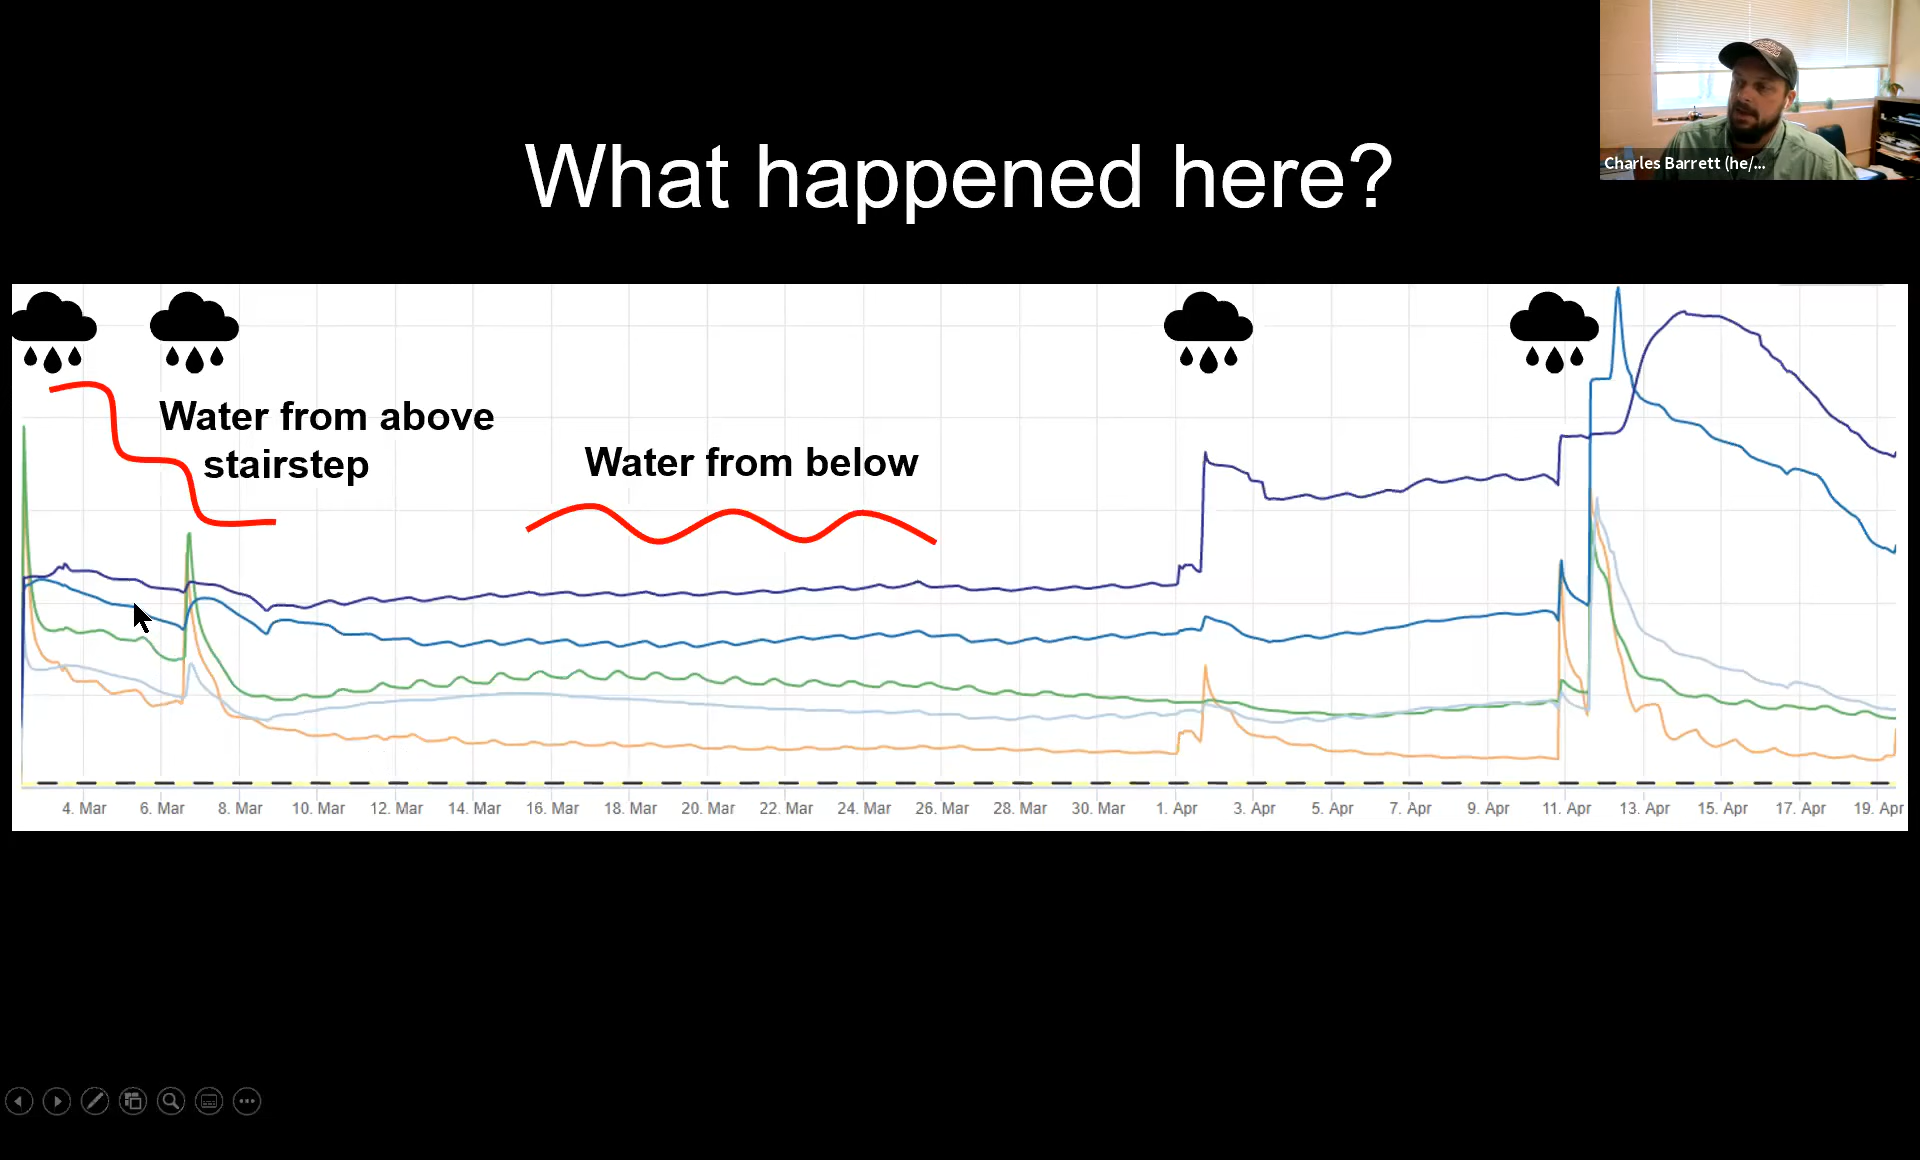 Charles Barrett (he/...
What happened here?
Water from above
stairstep
Water from below
4. Mar 6. Mar 8. Mar 10. Mar 12. Mar 14. Mar 16. Mar 18. Mar 20. Mar 22. Mar 24. Mar 26. Mar 28. Mar 30. Mar 1. Apr 3. Apr 5. Apr 7. Apr 9. Apr 11. Apr 13. Apr 15. Apr 17. Apr 19. Apr